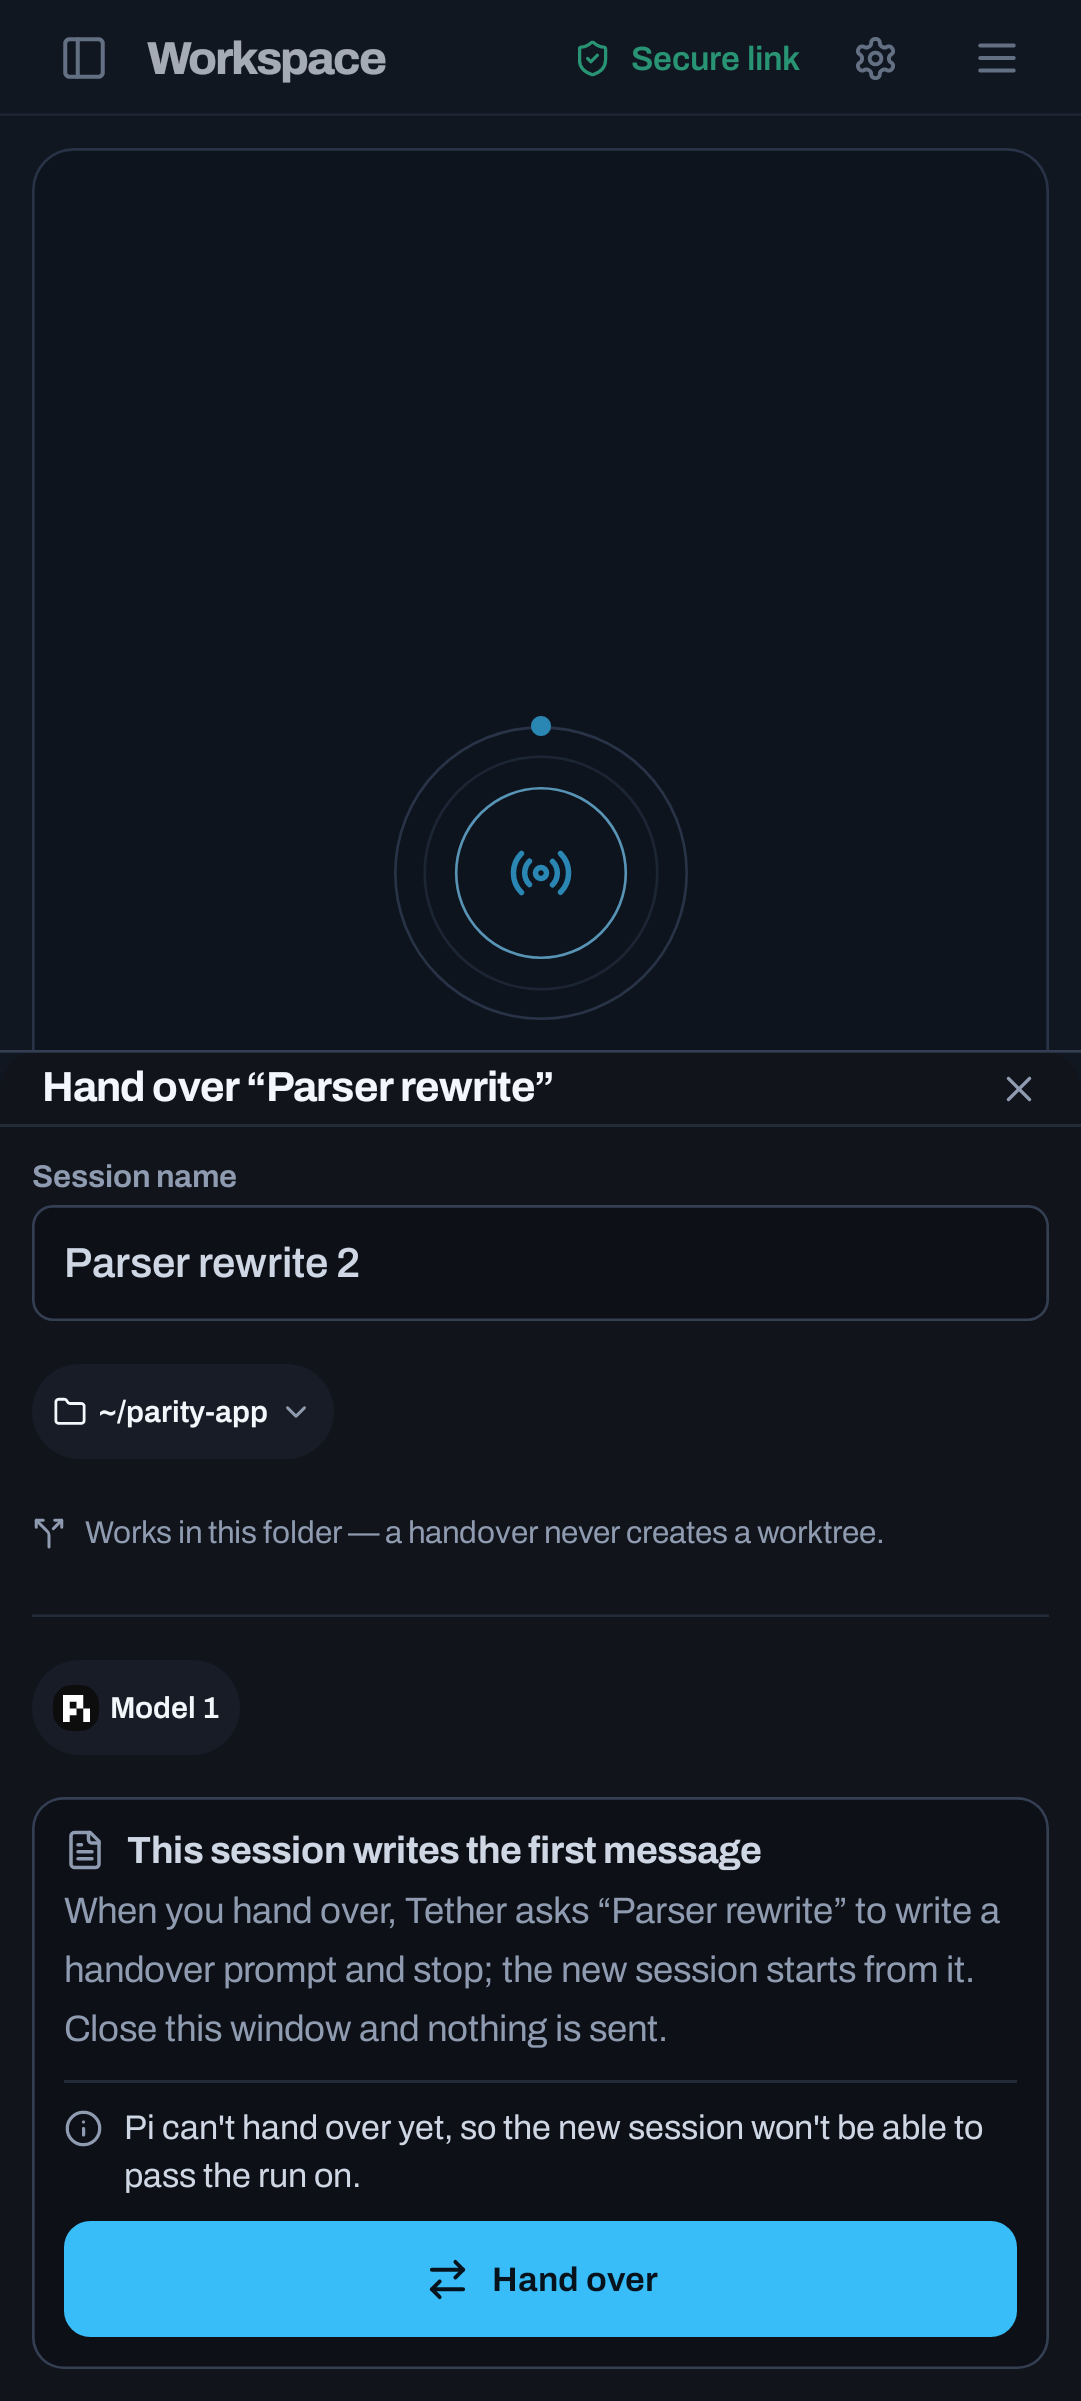 Workspace
Secure link
Hand over “Parser rewrite”
Session name
Parser rewrite 2
~/parity-app
Works in this folder — a handover never creates a worktree.
Model 1
This session writes the first message
When you hand over, Tether asks “Parser rewrite” to write a
handover prompt and stop; the new session starts from it.
Close this window and nothing is sent.
Pi can't hand over yet, so the new session won't be able to
pass the run on.
Hand over